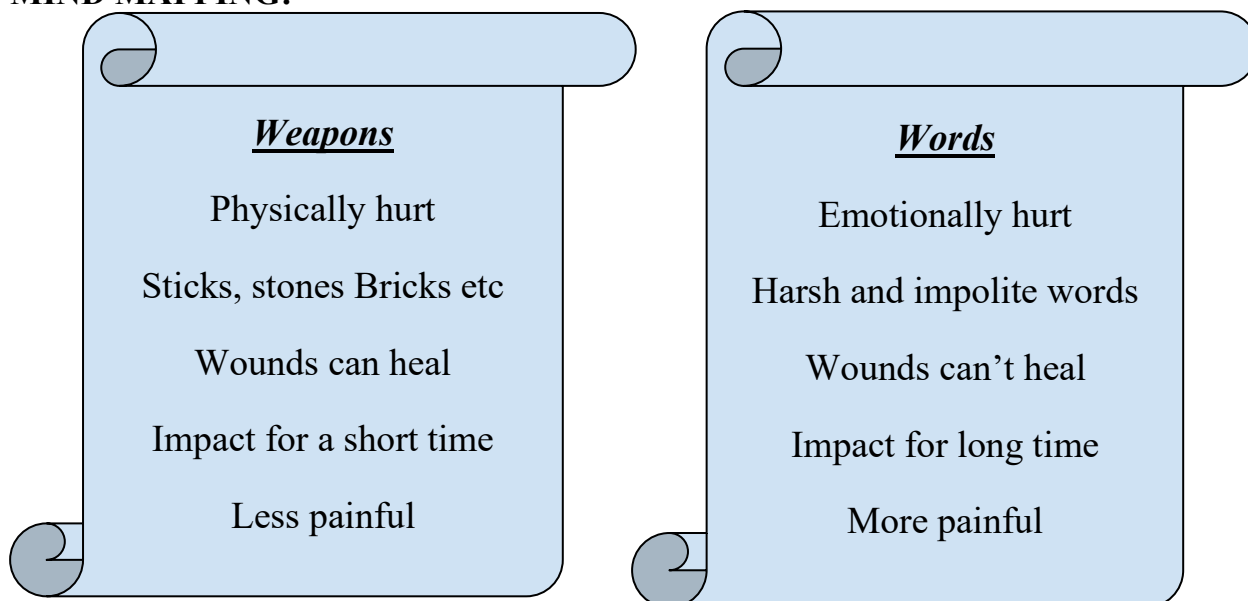 MIND MAPPING:
Weapons
Physically hurt
Sticks, stones Bricks etc
Wounds can heal
Impact for a short time
Less painful
Words
Emotionally hurt
Harsh and impolite words
Wounds can’t heal
Impact for long time
More painful